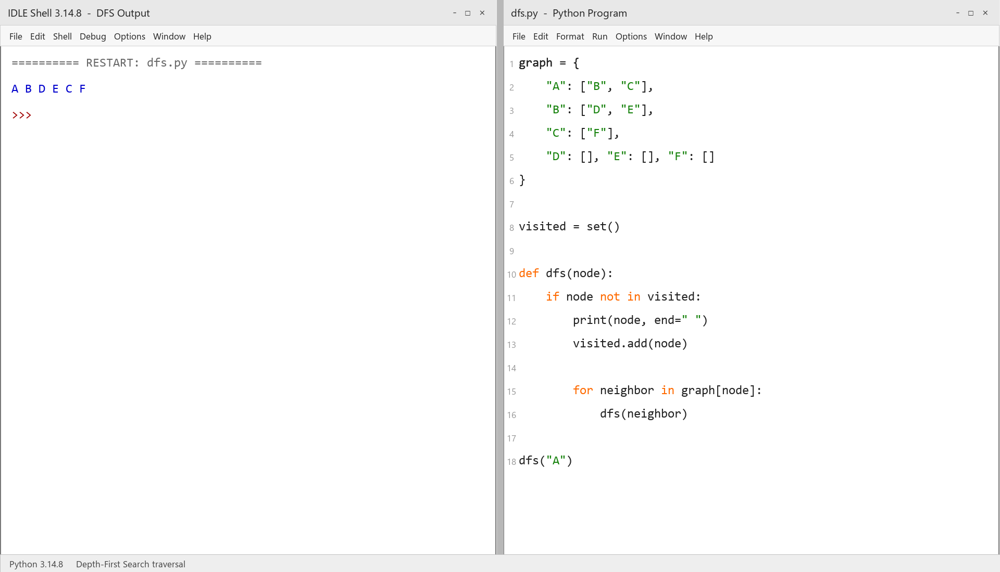 IDLE Shell 3.14.8 - DFS Output
File Edit Shell Debug Options Window Help
========== RESTART: dfs.py ==========
A B D E C F
>>>
dfs.py - Python Program
File Edit Format Run Options Window Help
1 graph = {
2     "A": ["B", "C"],
3     "B": ["D", "E"],
4     "C": ["F"],
5     "D": [], "E": [], "F": []
6 }
7
8 visited = set()
9
10 def dfs(node):
11     if node not in visited:
12         print(node, end=" ")
13         visited.add(node)
14
15         for neighbor in graph[node]:
16             dfs(neighbor)
17
18 dfs("A")
Python 3.14.8 Depth-First Search traversal